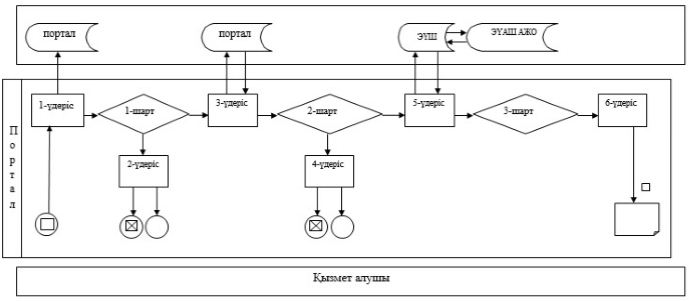 портал
портал
ЭҮШ
ЭҮАШ АЖО
Портал
1-үдеріс
1-шарт
3-үдеріс
2-шарт
5-үдеріс
3-шарт
6-үдеріс
2-үдеріс
4-үдеріс
Қызмет алушы